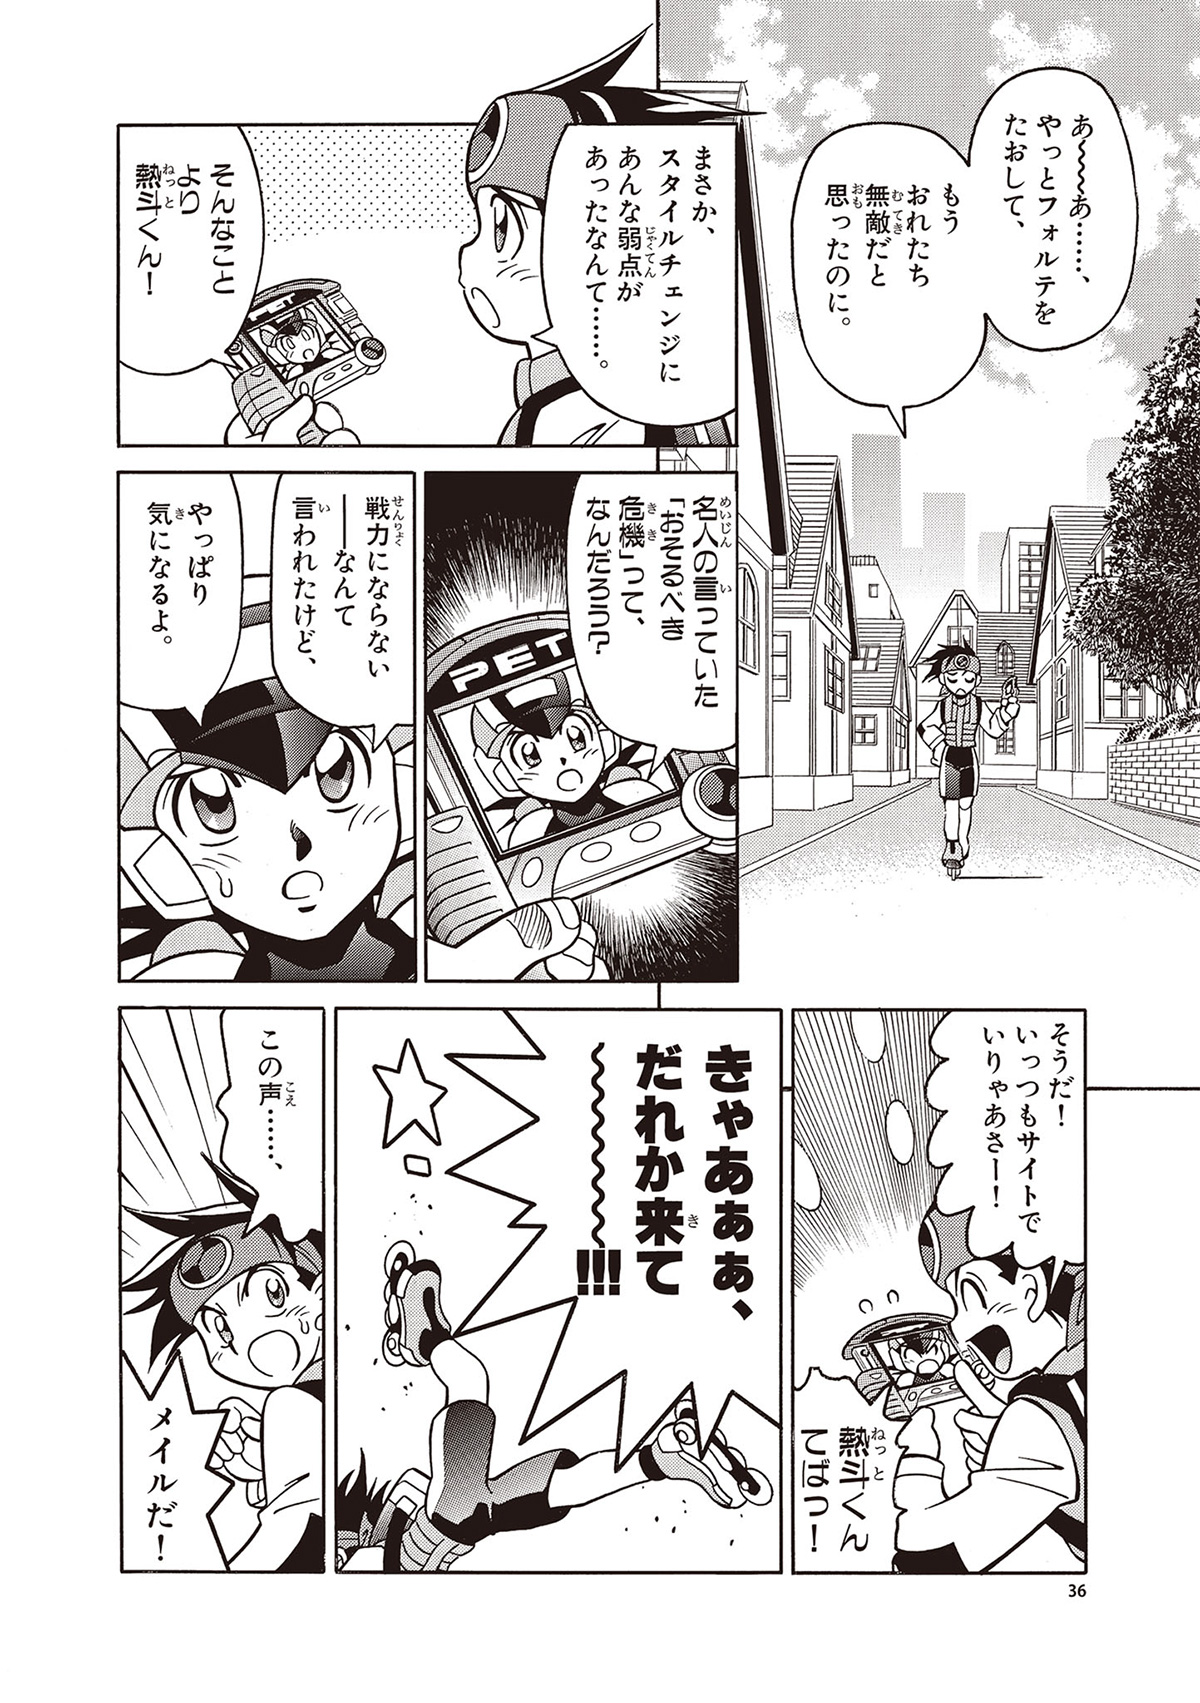 あ〜〜あ……、
やっとフォルテを
たおして、
もう
おれたち
無敵だと
思ったのに。
まさか、
スタイルチェンジに
あんな弱点が
あったなんて……。
そんなこと
より
熱斗くん！
PET
名人の言っていた
「おそるべき
危機」って、
なんだろう？
PET
戦力にならない
──なんて
言われたけど、
やっぱり
気になるよ。
そうだ！
いっつもサイトで
いりゃあさー！
熱斗くん
てばっ！
きゃあぁぁ、
だれか来て
〜〜〜〜!!!
この声……、
メイルだ！
36